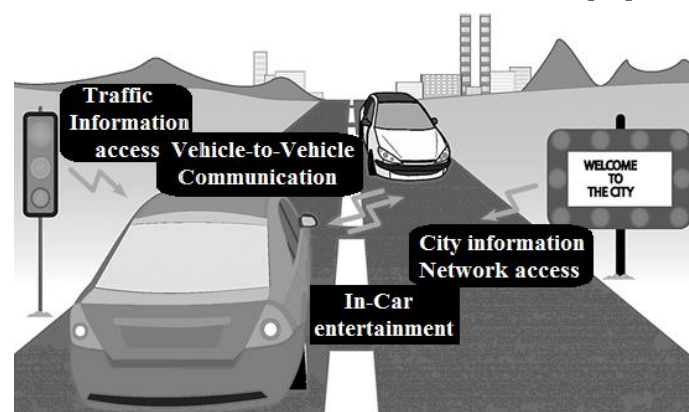 Traffic
Information
access
Vehicle-to-Vehicle
Communication
WELCOME
TO
THE CITY
City information
Network access
In-Car
entertainment